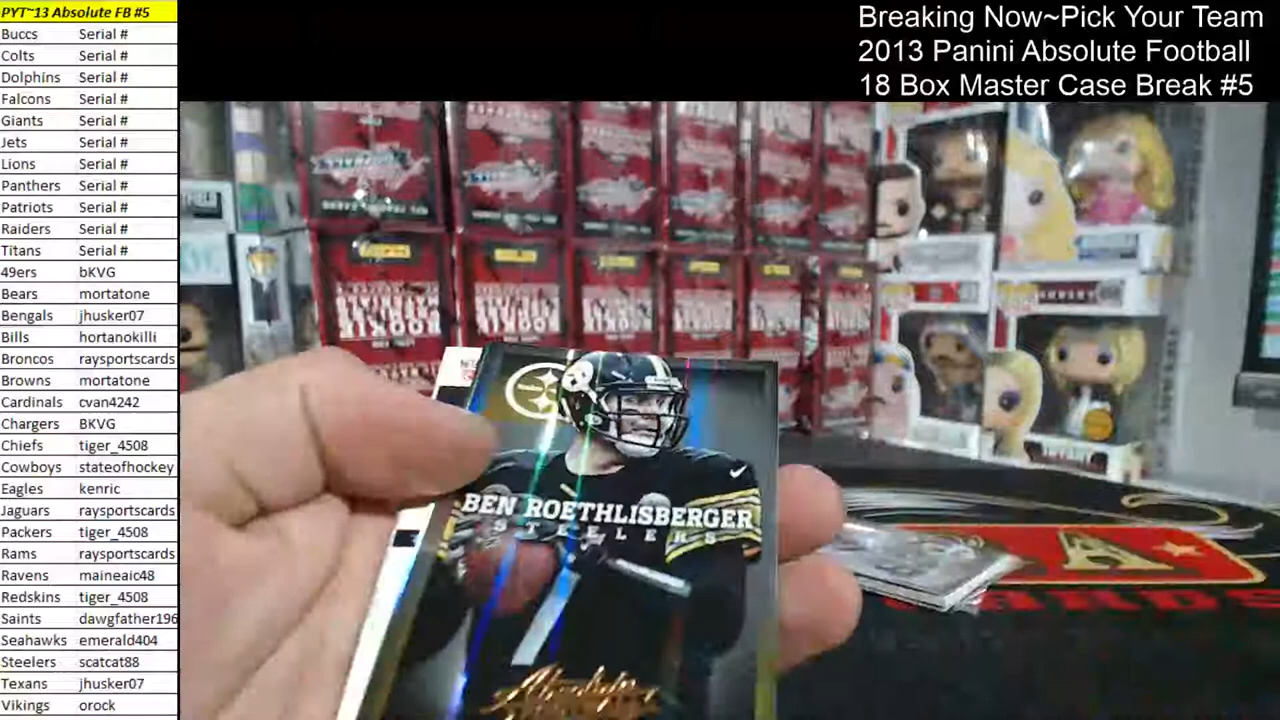 PYT~13 Absolute FB #5
Buccs Serial #
Colts Serial #
Dolphins Serial #
Falcons Serial #
Giants Serial #
Jets Serial #
Lions Serial #
Panthers Serial #
Patriots Serial #
Raiders Serial #
Titans Serial #
49ers bKVG
Bears mortatone
Bengals jhusker07
Bills hortanokilli
Broncos raysportscards
Browns mortatone
Cardinals cvan4242
Chargers BKVG
Chiefs tiger_4508
Cowboys stateofhockey
Eagles kenric
Jaguars raysportscards
Packers tiger_4508
Rams raysportscards
Ravens maineaic48
Redskins tiger_4508
Saints dawgfather196
Seahawks emerald404
Steelers scatcat88
Texans jhusker07
Vikings orock
Breaking Now~Pick Your Team
2013 Panini Absolute Football
18 Box Master Case Break #5
BEN ROETHLISBERGER
STEELERS
Absolute
A